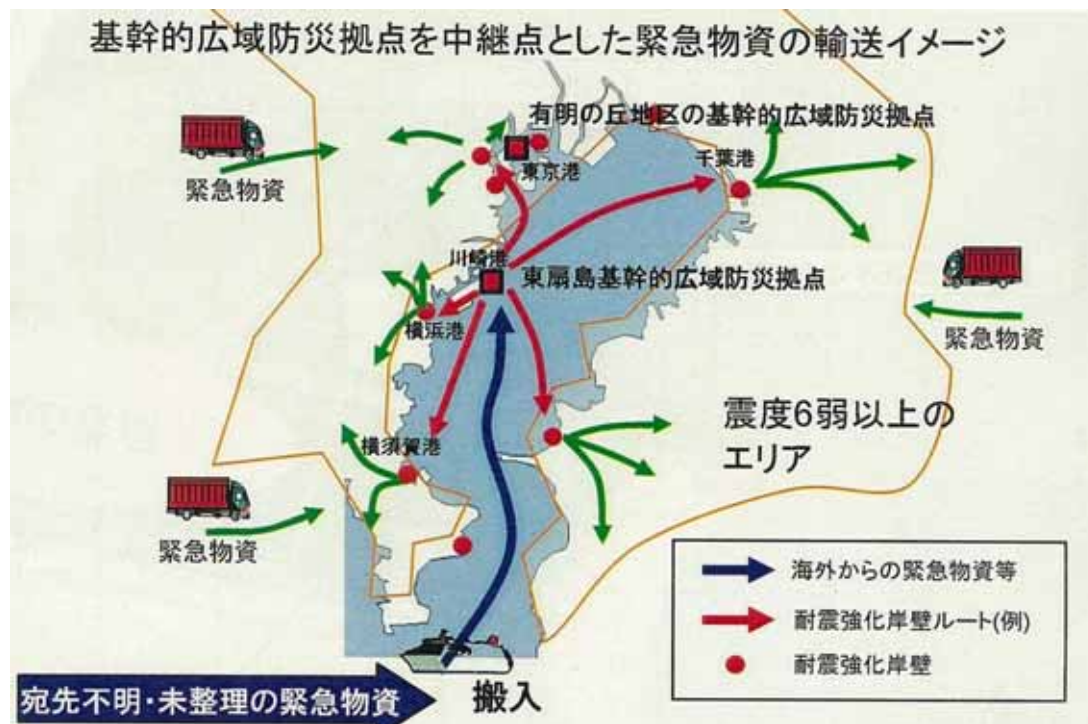 基幹的広域防災拠点を中継点とした緊急物資の輸送イメージ
有明の丘地区の基幹的広域防災拠点
東京港
千葉港
緊急物資
川崎港
東扇島基幹的広域防災拠点
横浜港
緊急物資
震度6弱以上の
エリア
横須賀港
緊急物資
海外からの緊急物資等
耐震強化岸壁ルート(例)
耐震強化岸壁
宛先不明・未整理の緊急物資
搬入